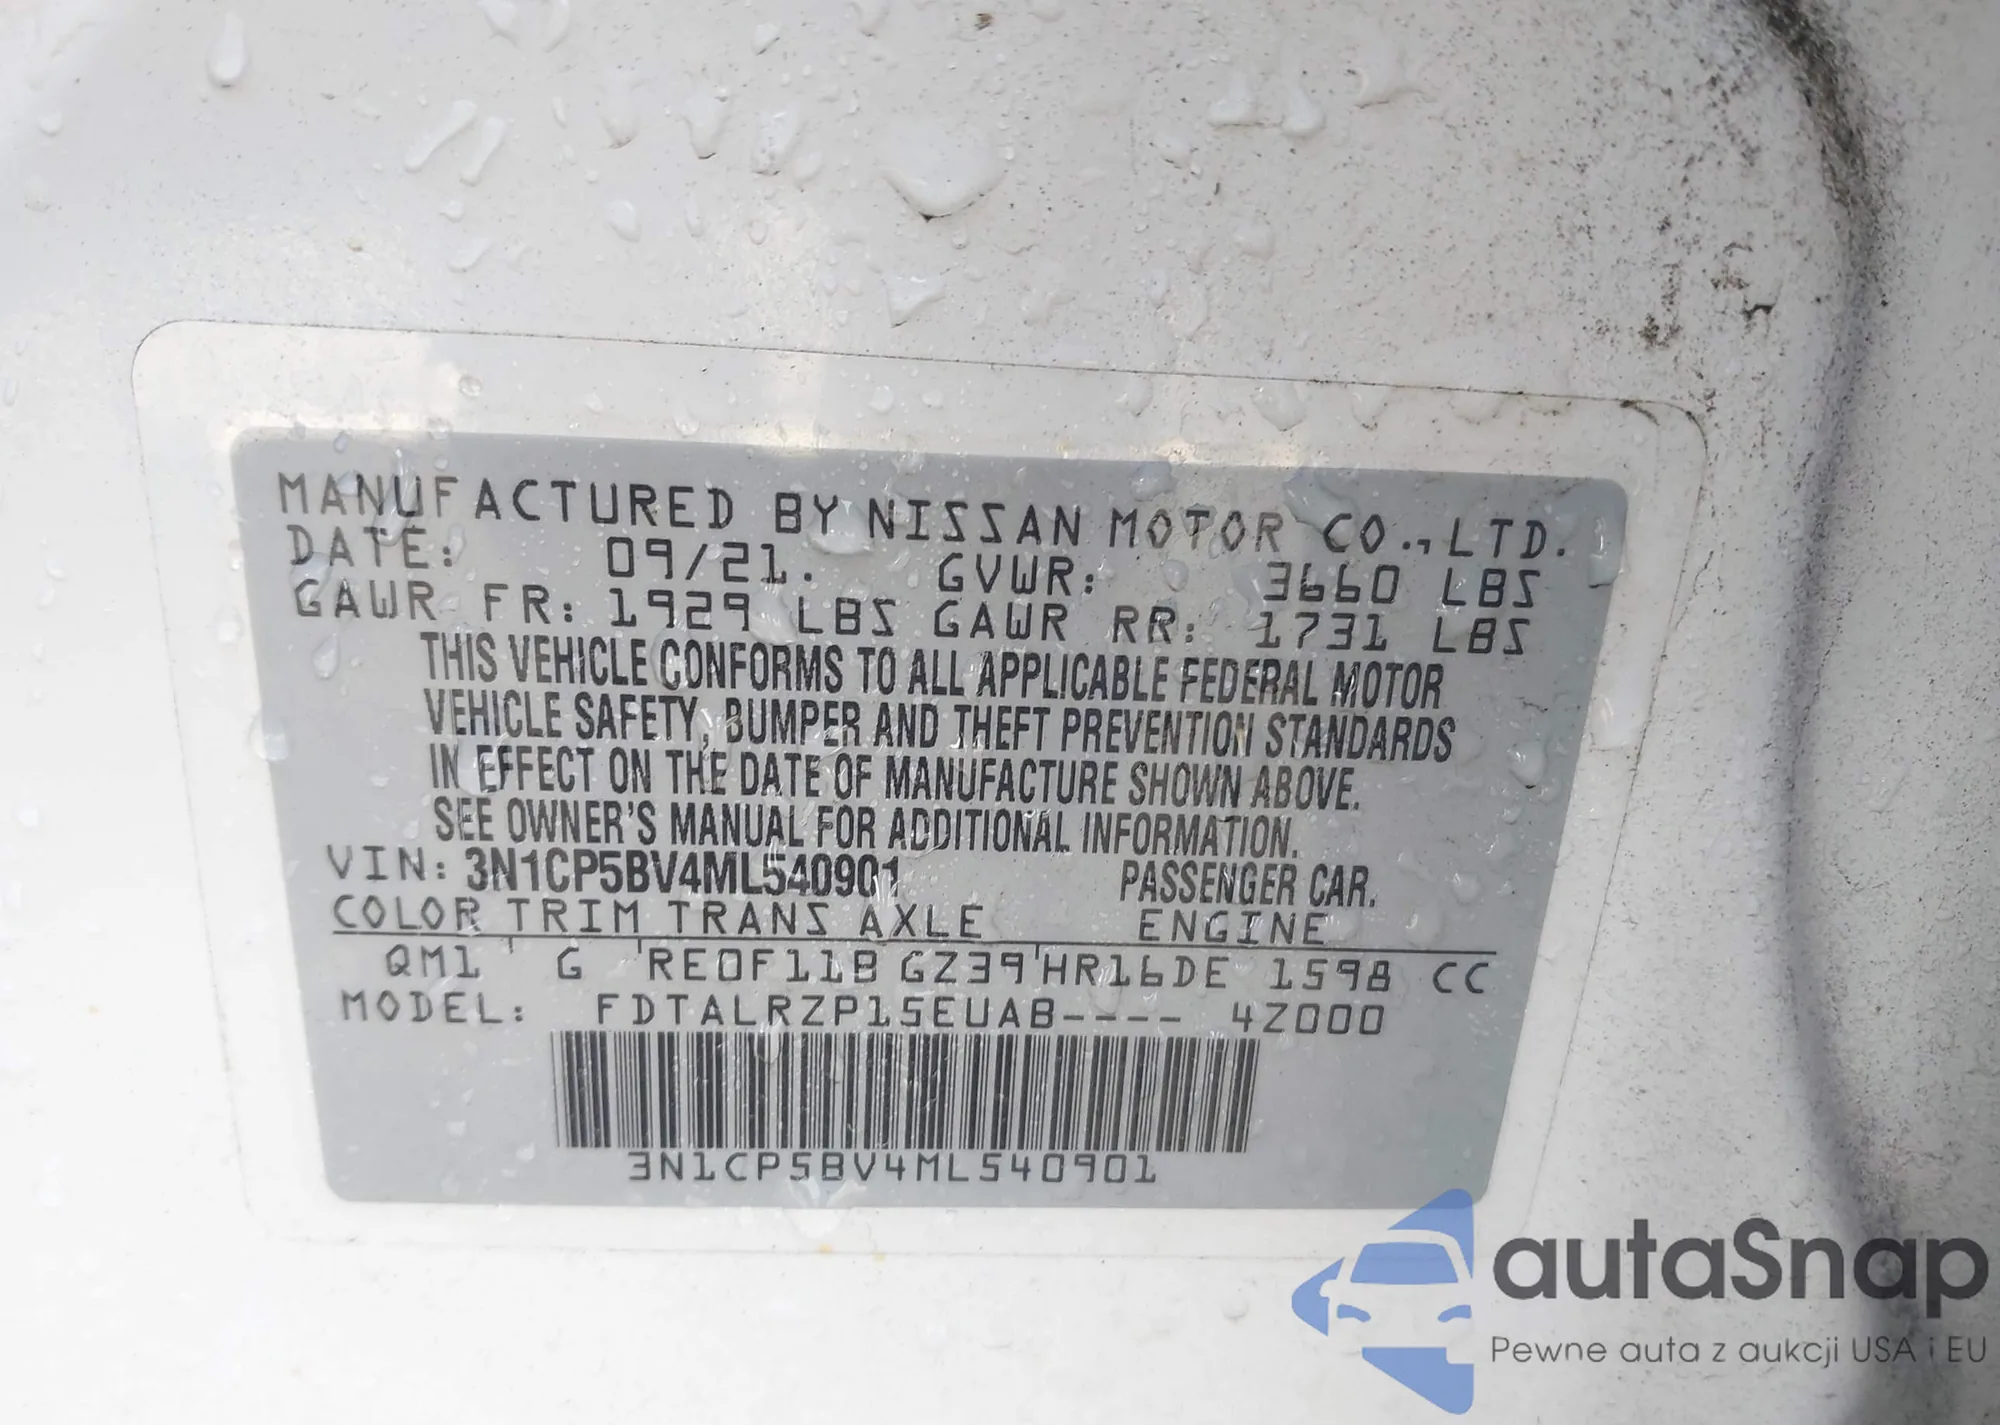 MANUFACTURED BY NISSAN MOTOR CO., LTD.
DATE: 09/21. GVWR: 3660 LBS
GAWR FR: 1929 LBS GAWR RR: 1731 LBS
THIS VEHICLE CONFORMS TO ALL APPLICABLE FEDERAL MOTOR
VEHICLE SAFETY, BUMPER AND THEFT PREVENTION STANDARDS
IN EFFECT ON THE DATE OF MANUFACTURE SHOWN ABOVE.
SEE OWNER'S MANUAL FOR ADDITIONAL INFORMATION.
VIN: 3N1CP5BV4ML540901 PASSENGER CAR.
COLOR TRIM TRANS AXLE ENGINE
QM1 G RE0F11B GZ39 HR16DE 1598 CC
MODEL: FDTALRZP15EUAB---- 4Z000
3N1CP5BV4ML540901
autaSnap
Pewne auta z aukcji USA i EU